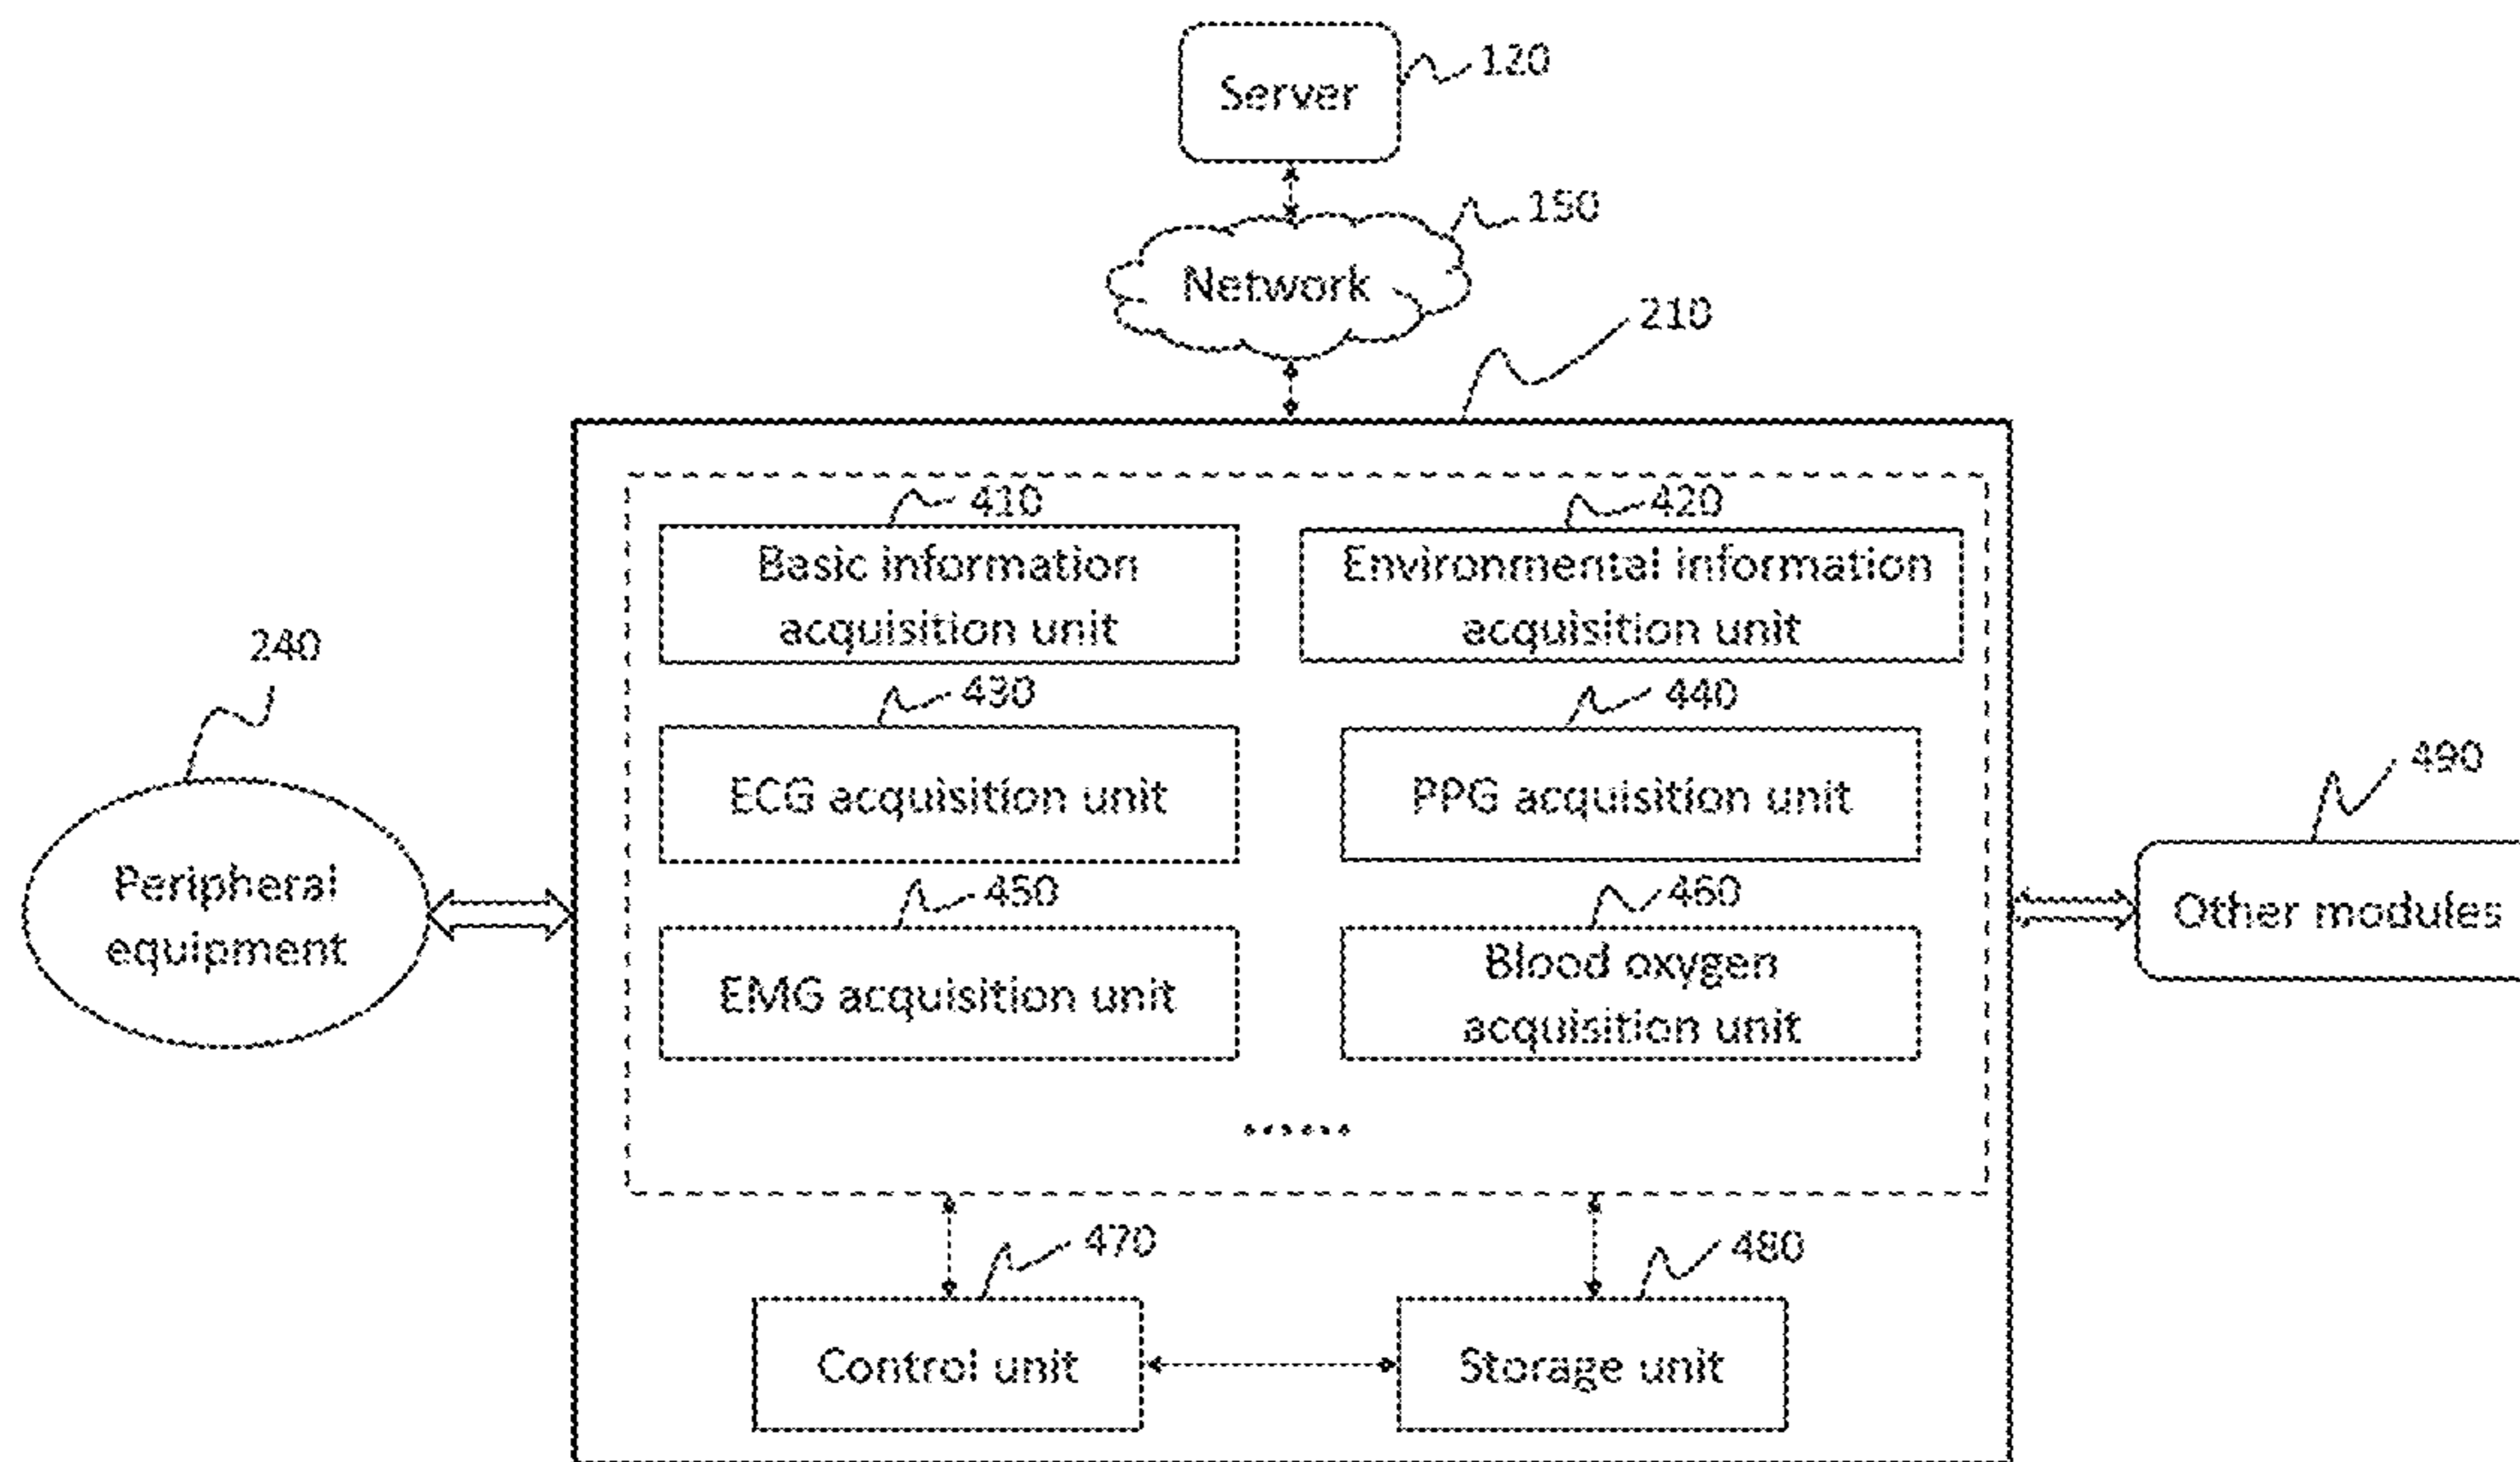 Server
120
Network
150
210
410
420
Basic information
acquisition unit
Environmental information
acquisition unit
430
440
ECG acquisition unit
PPG acquisition unit
450
460
EMG acquisition unit
Blood oxygen
acquisition unit
......
240
Peripheral
equipment
490
Other modules
470
480
Control unit
Storage unit